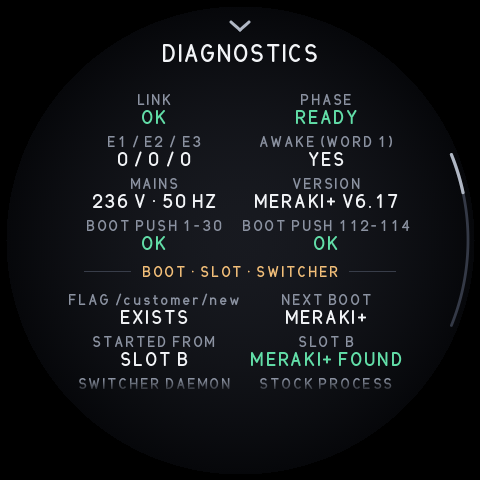 DIAGNOSTICS
LINK PHASE
OK READY
E1 / E2 / E3 AWAKE (WORD 1)
0 / 0 / 0 YES
MAINS VERSION
236 V · 50 HZ MERAKI+ V6.17
BOOT PUSH 1-30 BOOT PUSH 112-114
OK OK
BOOT · SLOT · SWITCHER
FLAG /customer/new NEXT BOOT
EXISTS MERAKI+
STARTED FROM SLOT B
SLOT B MERAKI+ FOUND
SWITCHER DAEMON STOCK PROCESS